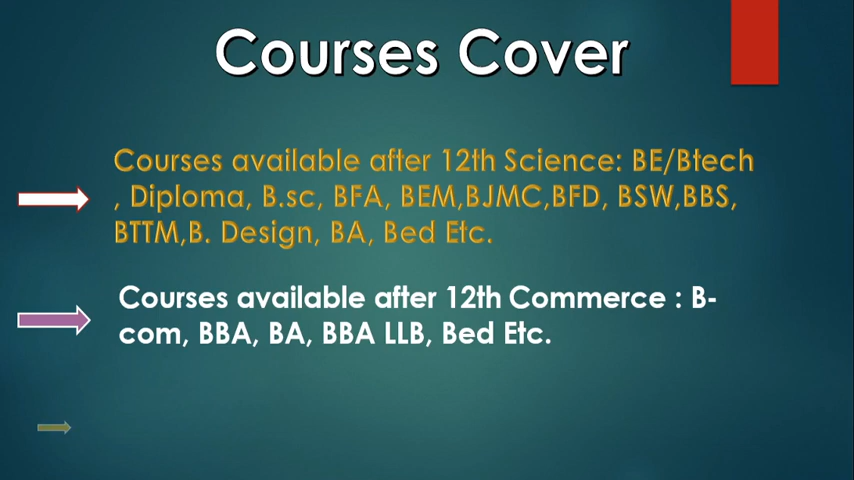 Courses Cover
Courses available after 12th Science: BE/Btech
, Diploma, B.sc, BFA, BEM,BJMC,BFD, BSW,BBS,
BTTM,B. Design, BA, Bed Etc.
Courses available after 12th Commerce : B-
com, BBA, BA, BBA LLB, Bed Etc.